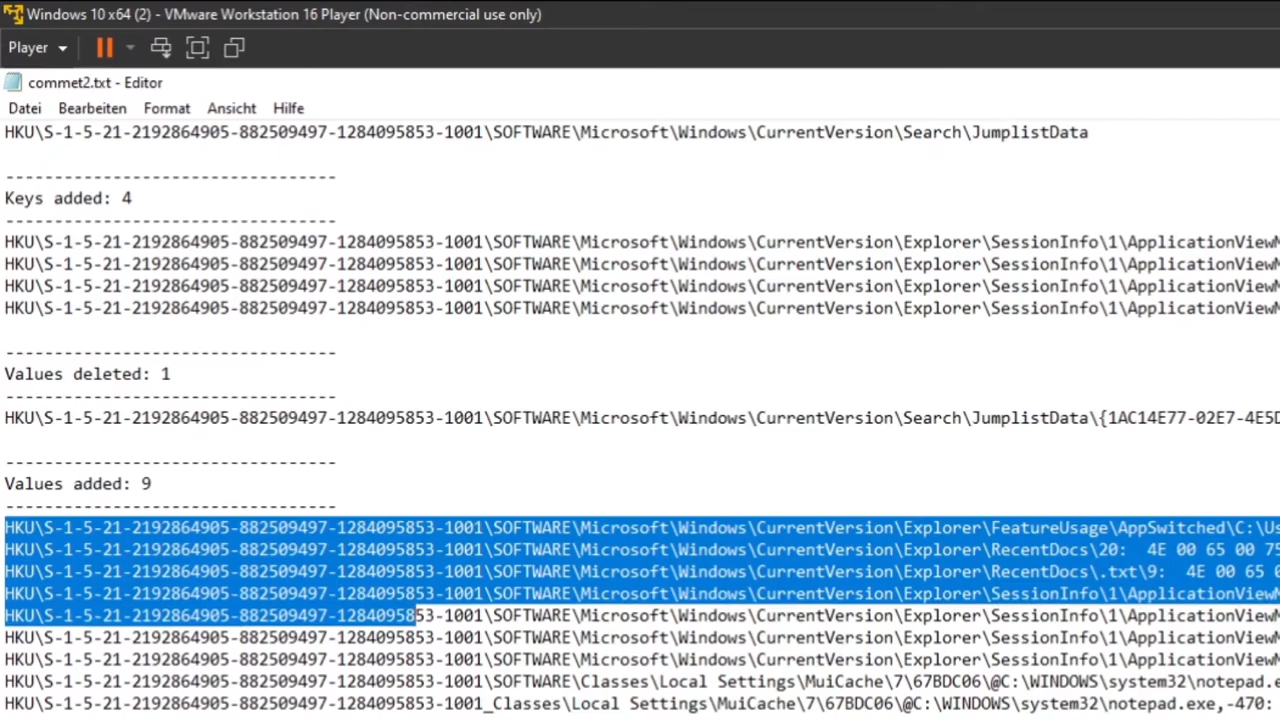 Windows 10 x64 (2) - VMware Workstation 16 Player (Non-commercial use only)
Player
commet2.txt - Editor
Datei Bearbeiten Format Ansicht Hilfe
HKU\S-1-5-21-2192864905-882509497-1284095853-1001\SOFTWARE\Microsoft\Windows\CurrentVersion\Search\JumplistData
----------------------------------
Keys added: 4
----------------------------------
HKU\S-1-5-21-2192864905-882509497-1284095853-1001\SOFTWARE\Microsoft\Windows\CurrentVersion\Explorer\SessionInfo\1\ApplicationViewM
HKU\S-1-5-21-2192864905-882509497-1284095853-1001\SOFTWARE\Microsoft\Windows\CurrentVersion\Explorer\SessionInfo\1\ApplicationViewM
HKU\S-1-5-21-2192864905-882509497-1284095853-1001\SOFTWARE\Microsoft\Windows\CurrentVersion\Explorer\SessionInfo\1\ApplicationViewM
HKU\S-1-5-21-2192864905-882509497-1284095853-1001\SOFTWARE\Microsoft\Windows\CurrentVersion\Explorer\SessionInfo\1\ApplicationViewM
----------------------------------
Values deleted: 1
----------------------------------
HKU\S-1-5-21-2192864905-882509497-1284095853-1001\SOFTWARE\Microsoft\Windows\CurrentVersion\Search\JumplistData\{1AC14E77-02E7-4E5D
----------------------------------
Values added: 9
----------------------------------
HKU\S-1-5-21-2192864905-882509497-1284095853-1001\SOFTWARE\Microsoft\Windows\CurrentVersion\Explorer\FeatureUsage\AppSwitched\C:\Us
HKU\S-1-5-21-2192864905-882509497-1284095853-1001\SOFTWARE\Microsoft\Windows\CurrentVersion\Explorer\RecentDocs\20: 4E 00 65 00 75
HKU\S-1-5-21-2192864905-882509497-1284095853-1001\SOFTWARE\Microsoft\Windows\CurrentVersion\Explorer\RecentDocs\.txt\9: 4E 00 65 0
HKU\S-1-5-21-2192864905-882509497-1284095853-1001\SOFTWARE\Microsoft\Windows\CurrentVersion\Explorer\SessionInfo\1\ApplicationViewM
HKU\S-1-5-21-2192864905-882509497-1284095853-1001\SOFTWARE\Microsoft\Windows\CurrentVersion\Explorer\SessionInfo\1\ApplicationViewM
HKU\S-1-5-21-2192864905-882509497-1284095853-1001\SOFTWARE\Microsoft\Windows\CurrentVersion\Explorer\SessionInfo\1\ApplicationViewM
HKU\S-1-5-21-2192864905-882509497-1284095853-1001\SOFTWARE\Microsoft\Windows\CurrentVersion\Explorer\SessionInfo\1\ApplicationViewM
HKU\S-1-5-21-2192864905-882509497-1284095853-1001\SOFTWARE\Classes\Local Settings\MuiCache\7\67BDC06\@C:\WINDOWS\system32\notepad.e
HKU\S-1-5-21-2192864905-882509497-1284095853-1001_Classes\Local Settings\MuiCache\7\67BDC06\@C:\WINDOWS\system32\notepad.exe,-470: